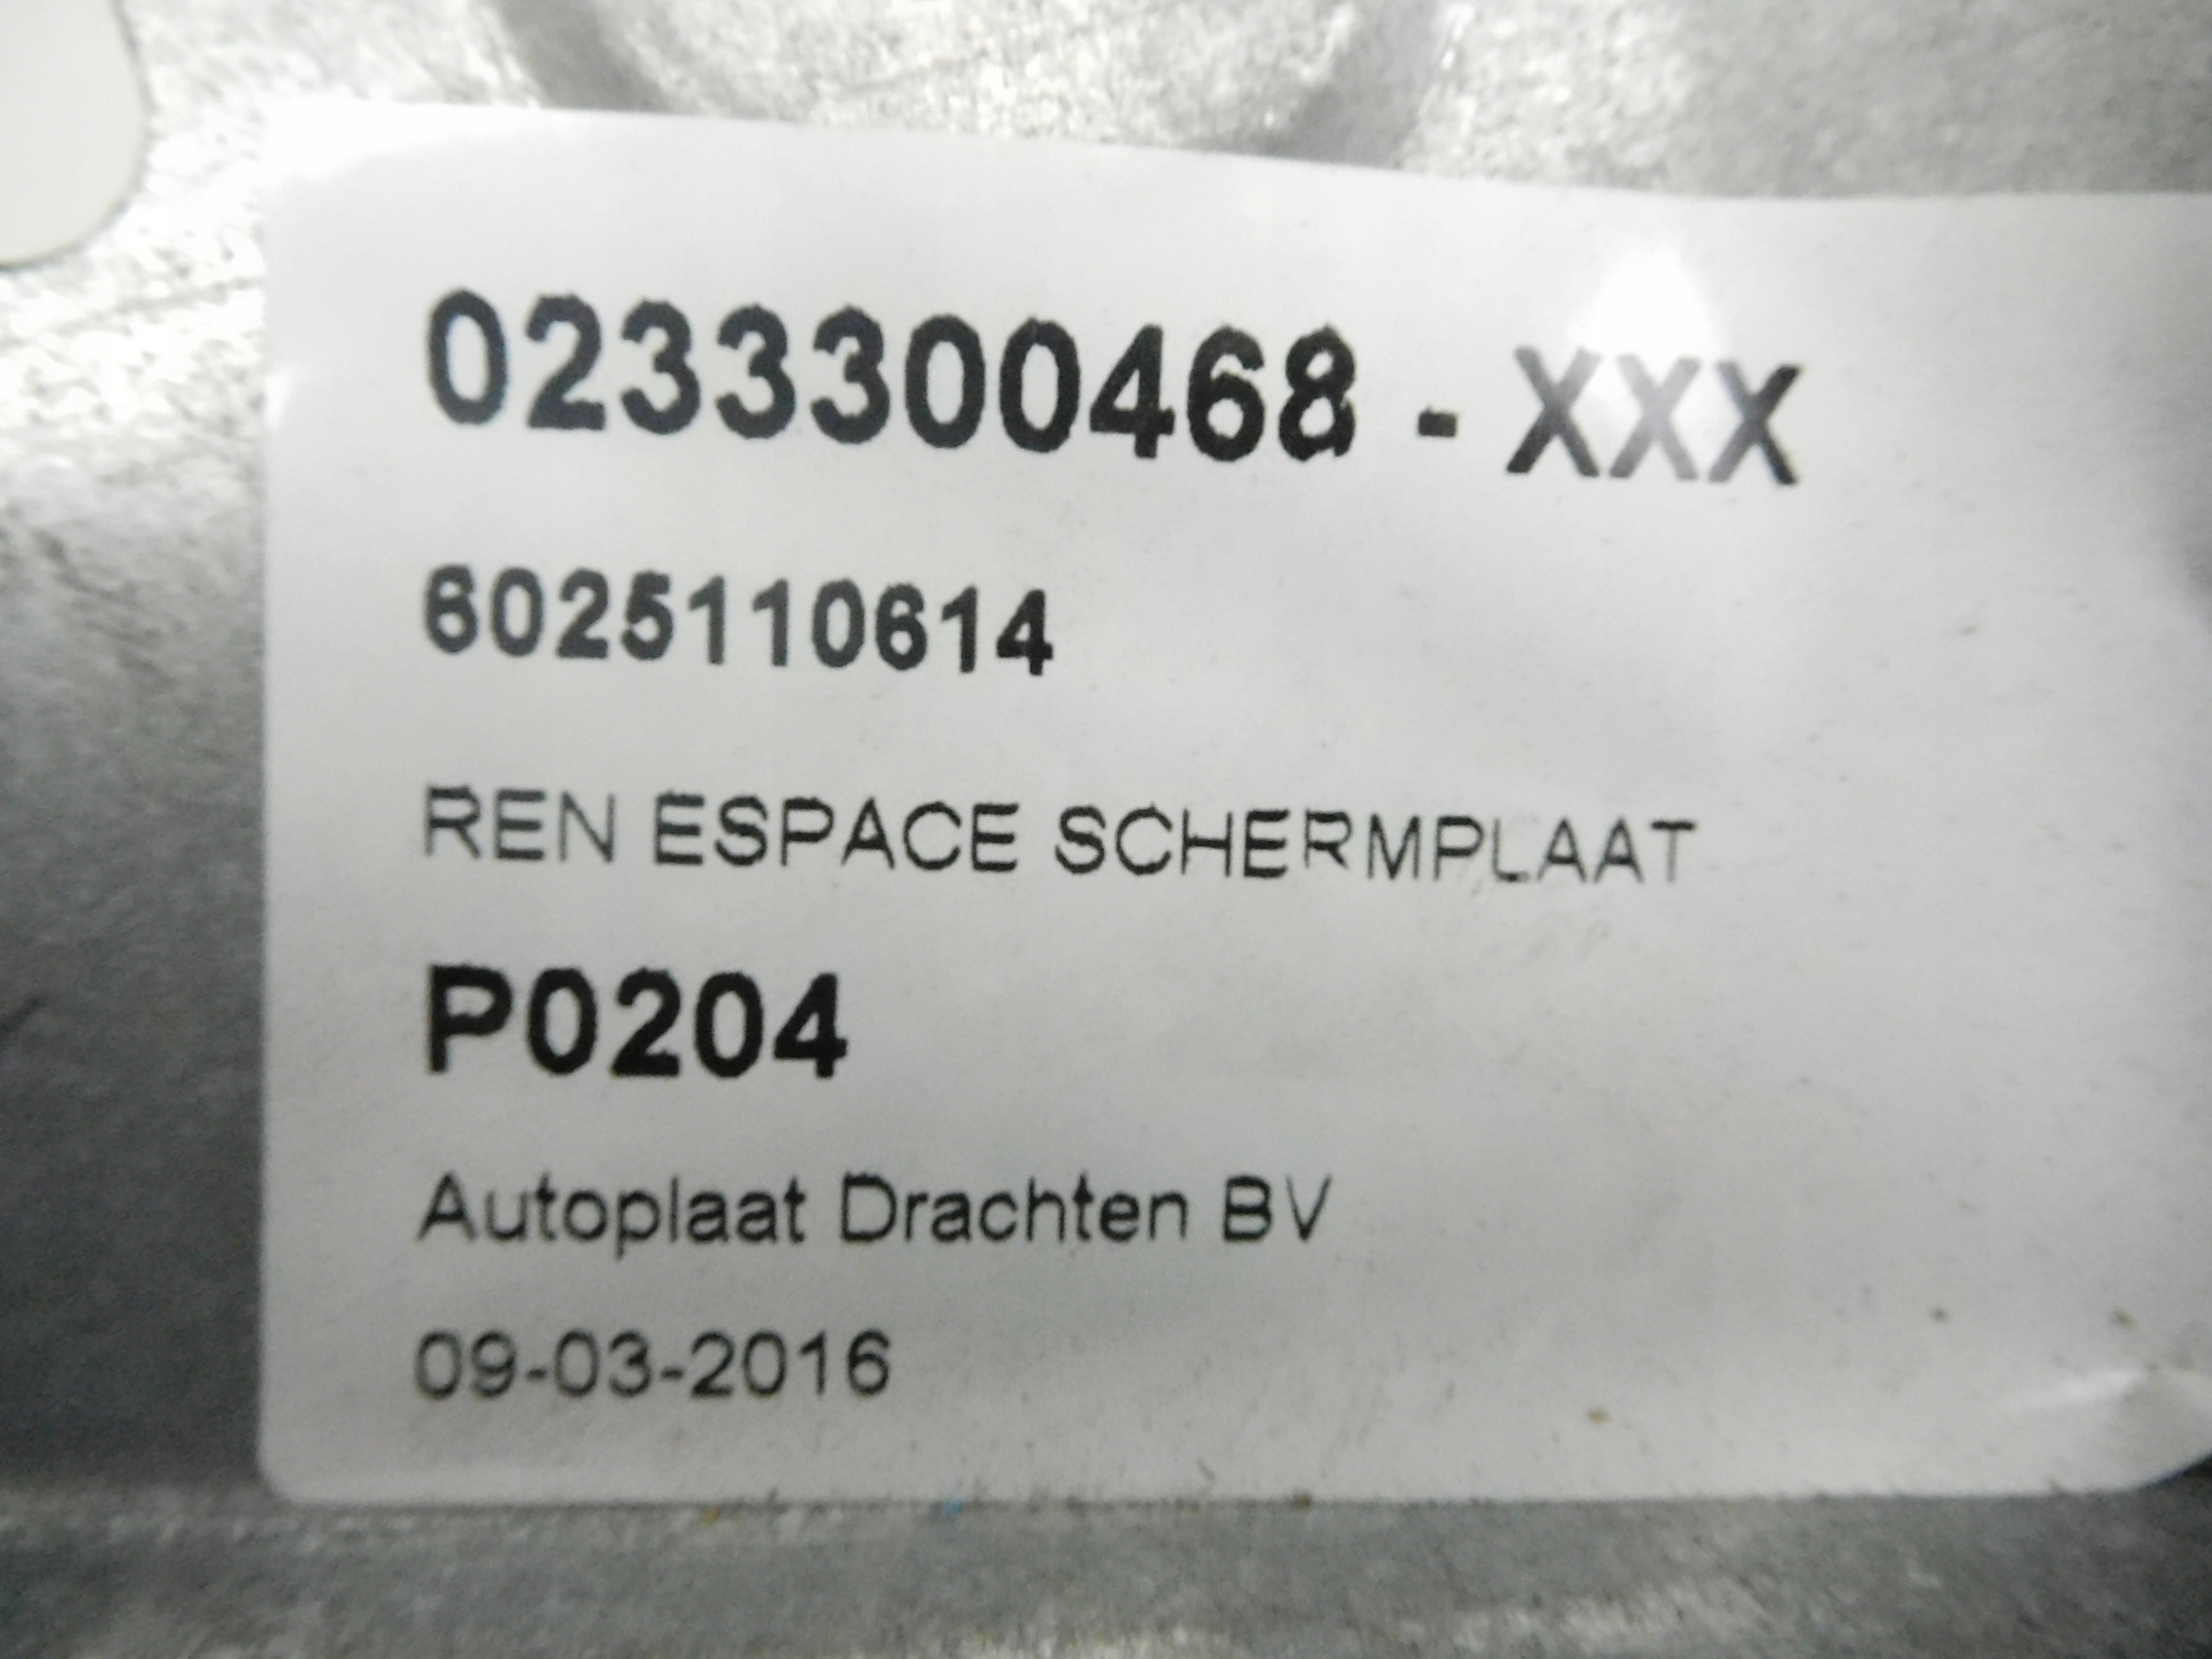 0233300468 - XXX
6025110614
REN ESPACE SCHERMPLAAT
P0204
Autoplaat Drachten BV
09-03-2016